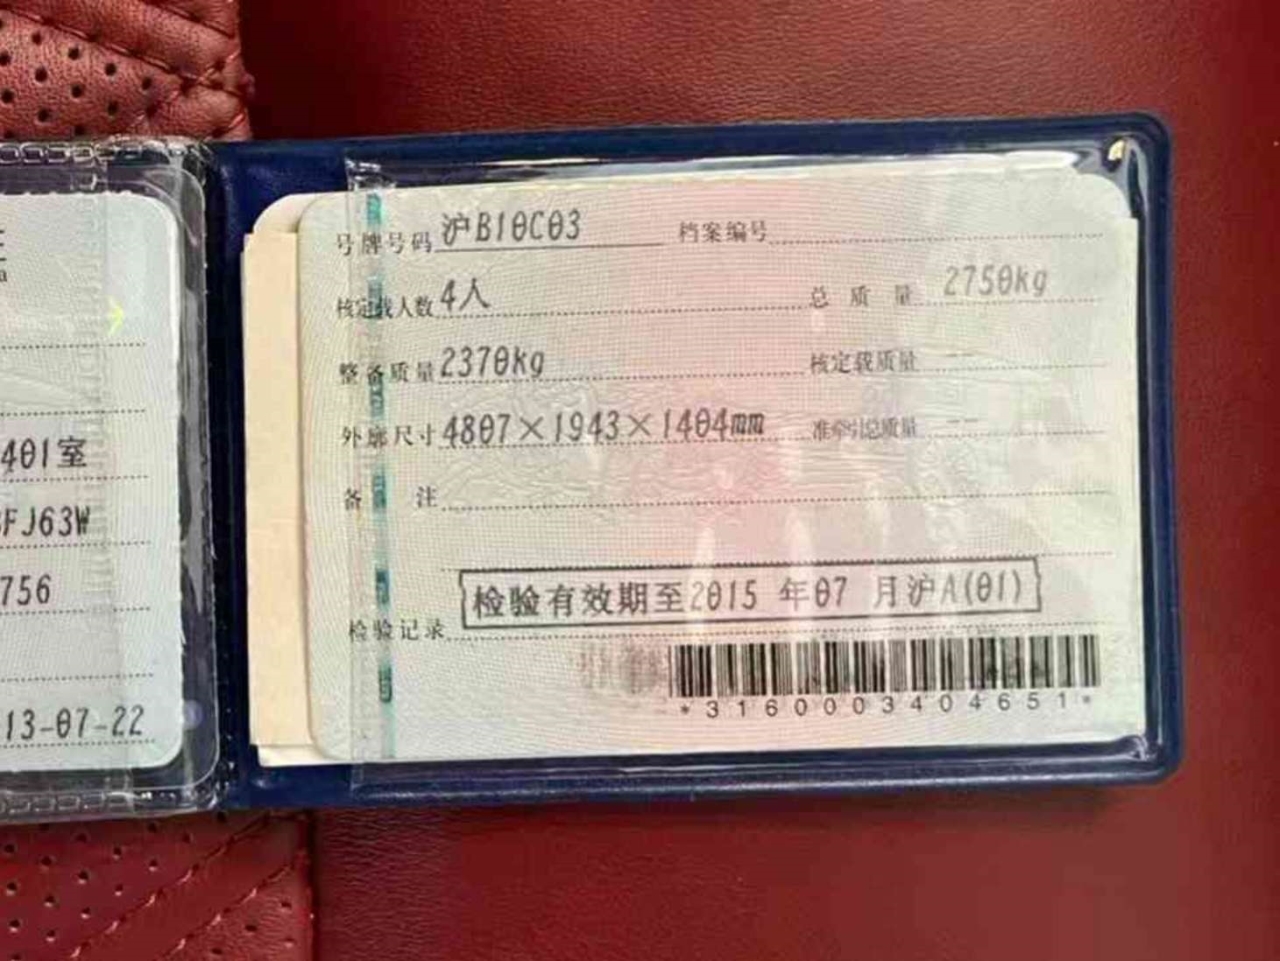 401室
FJ63W
756
13-07-22
号牌号码 沪B10C03 档案编号
核定载人数 4人 总质量 2750kg
整备质量 2370kg 核定载质量 --
外廓尺寸 4807×1943×1404mm 准牵引总质量 --
备注
检验有效期至2015 年07 月沪A(01)
检验记录
*3160003404651*